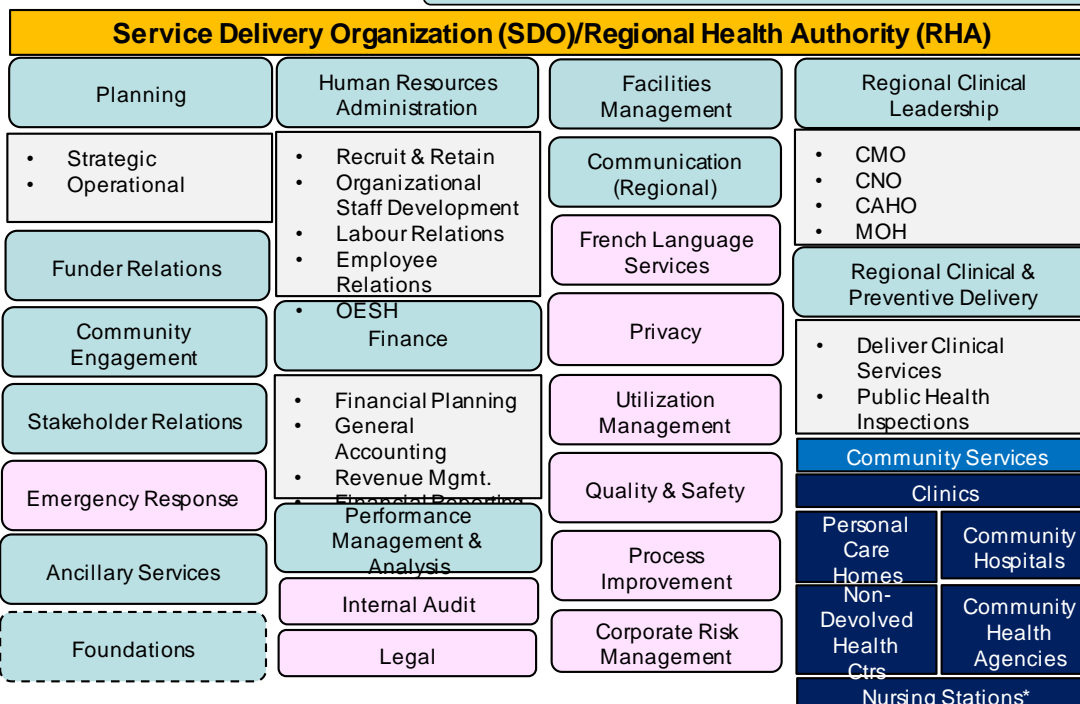 Service Delivery Organization (SDO)/Regional Health Authority (RHA)
Planning
• Strategic
• Operational
Funder Relations
Community
Engagement
Stakeholder Relations
Emergency Response
Ancillary Services
Foundations
Human Resources
Administration
• Recruit & Retain
• Organizational
Staff Development
• Labour Relations
• Employee
Relations
• OESH
Finance
• Financial Planning
• General
Accounting
• Revenue Mgmt.
• Financial Reporting
Performance
Management &
Analysis
Internal Audit
Legal
Facilities
Management
Communication
(Regional)
French Language
Services
Privacy
Utilization
Management
Quality & Safety
Process
Improvement
Corporate Risk
Management
Regional Clinical
Leadership
• CMO
• CNO
• CAHO
• MOH
Regional Clinical &
Preventive Delivery
• Deliver Clinical
Services
• Public Health
Inspections
Community Services
Clinics
Personal
Care
Homes
Community
Hospitals
Non-
Devolved
Health
Ctrs
Community
Health
Agencies
Nursing Stations*